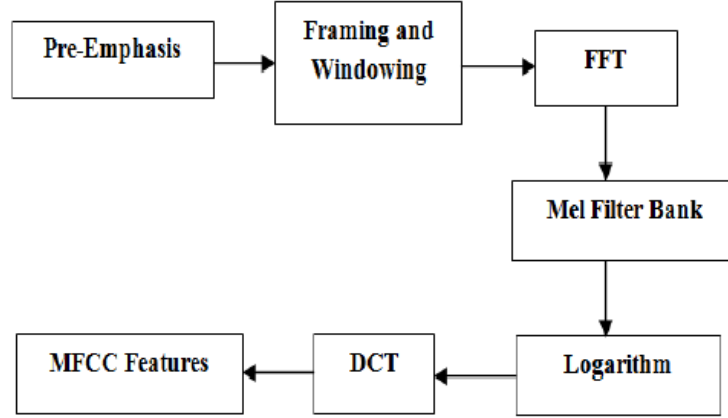 Pre-Emphasis
Framing and
Windowing
FFT
Mel Filter Bank
Logarithm
DCT
MFCC Features